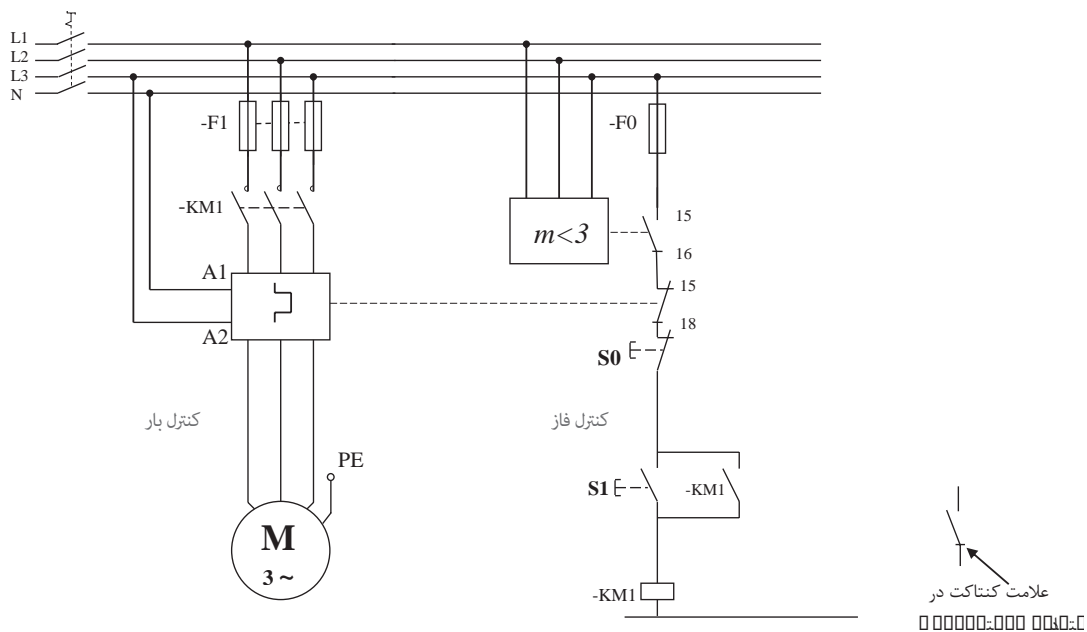 L1
L2
L3
N
-F1
-F0
-KM1
m<3
15
16
A1
A2
15
18
S0
کنترل بار
کنترل فاز
PE
S1
-KM1
M
3 ~
-KM1
علامت کنتاکت در